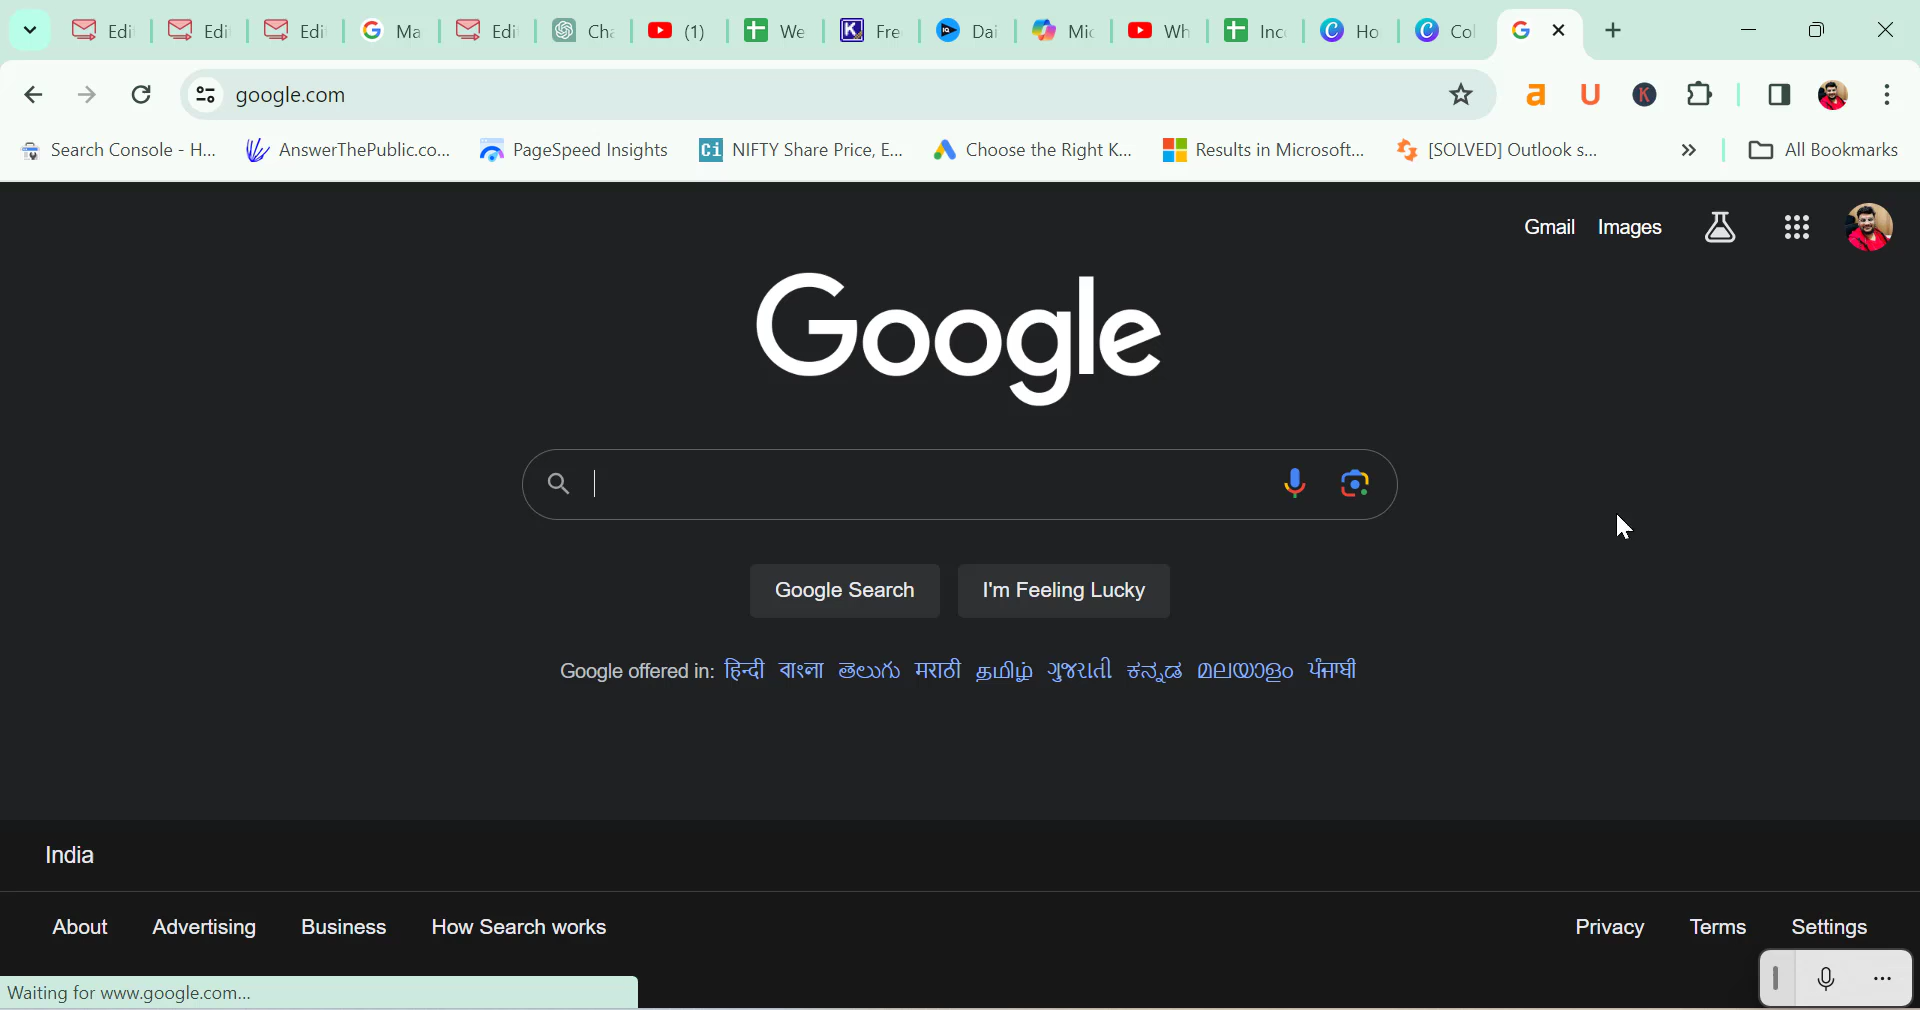 Edi Edi Edi Ma Edi Cha (1) We Fre Dai Mic Wh Inc Ho Col
google.com
Search Console - H... AnswerThePublic.co... PageSpeed Insights NIFTY Share Price, E... Choose the Right K... Results in Microsoft... [SOLVED] Outlook s... » All Bookmarks
Gmail Images
Google
Google Search I'm Feeling Lucky
Google offered in: हिन्दी বাংলা తెలుగు मराठी தமிழ் ગુજરાતી ಕನ್ನಡ മലയാളം ਪੰਜਾਬੀ
India
About Advertising Business How Search works Privacy Terms Settings
Waiting for www.google.com...